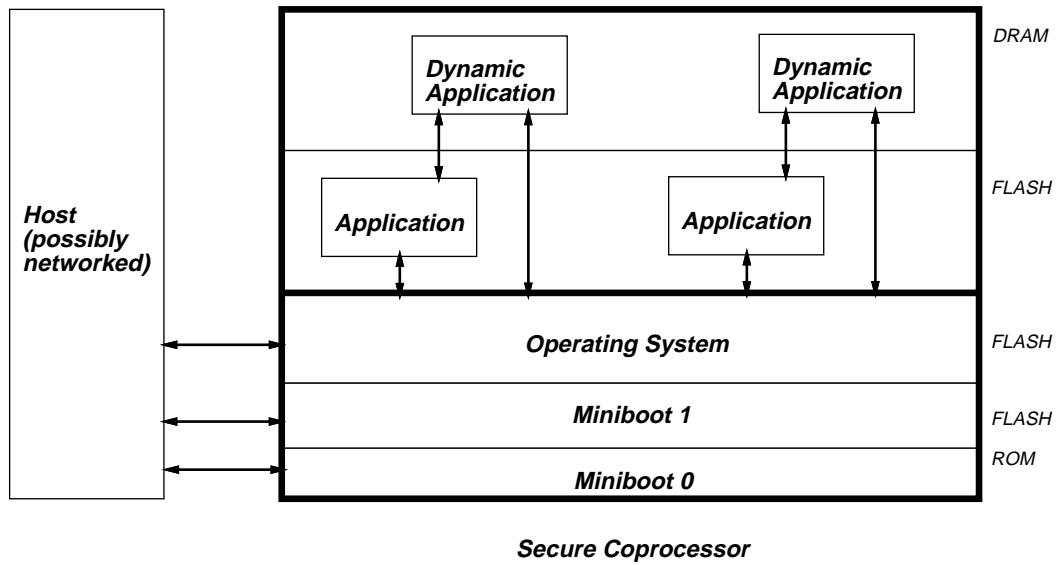 DRAM
Dynamic
Application
Dynamic
Application
FLASH
Host
(possibly
networked)
Application
Application
Operating System
FLASH
Miniboot 1
FLASH
ROM
Miniboot 0
Secure Coprocessor